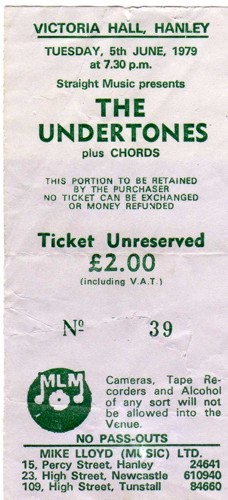 VICTORIA HALL, HANLEY
TUESDAY, 5th JUNE, 1979
at 7.30 p.m.
Straight Music presents
THE
UNDERTONES
plus CHORDS
THIS PORTION TO BE RETAINED
BY THE PURCHASER
NO TICKET CAN BE EXCHANGED
OR MONEY REFUNDED
Ticket Unreserved
£2.00
(including V.A.T.)
Nº 39
MLM
Cameras, Tape Re-
corders and Alcohol
of any sort will not
be allowed into the
Venue.
NO PASS-OUTS
MIKE LLOYD (MUSIC) LTD.
15, Percy Street, Hanley 24641
23, High Street, Newcastle 610940
109, High Street, Tunstall 84660